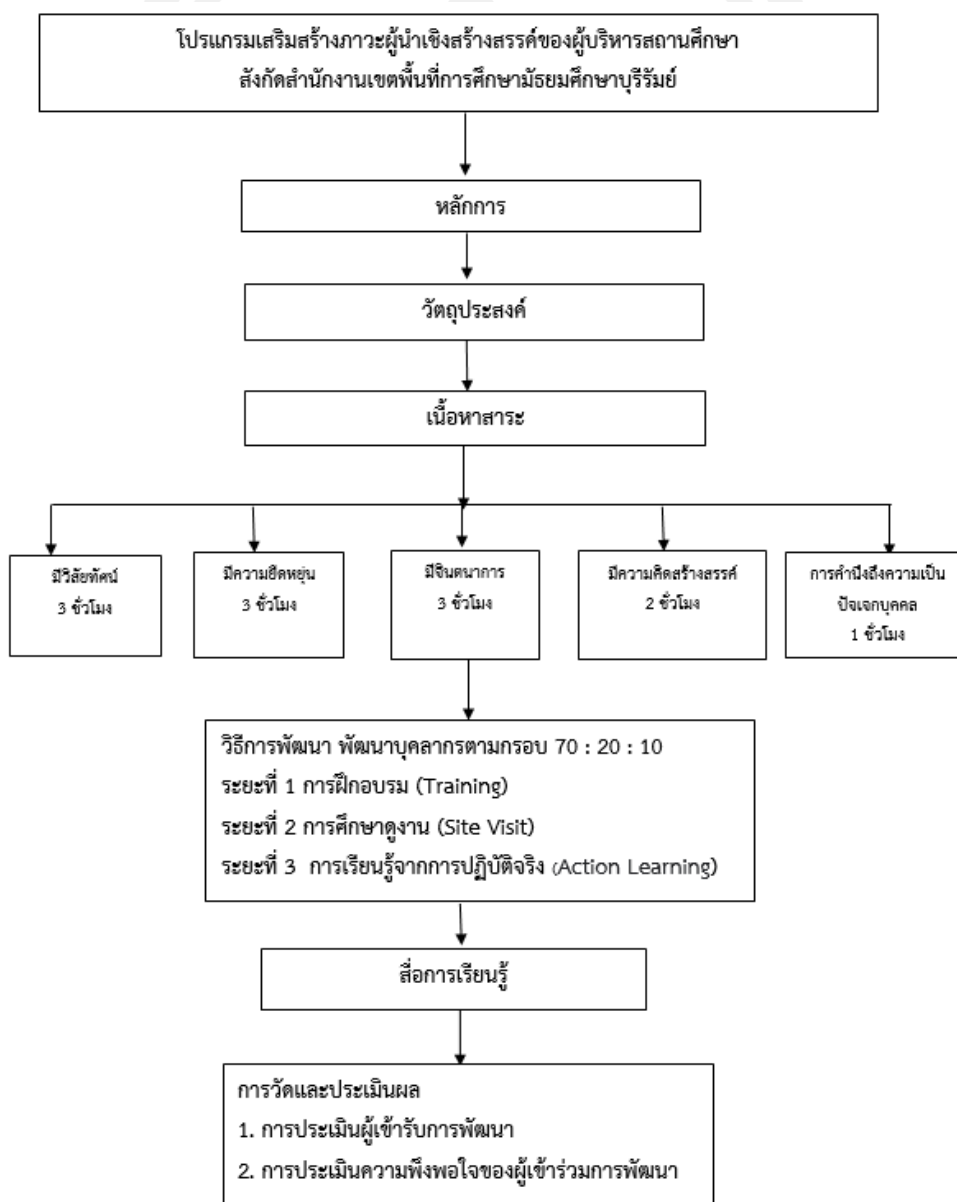 โปรแกรมเสริมสร้างภาวะผู้นำเชิงสร้างสรรค์ของผู้บริหารสถานศึกษา
สังกัดสำนักงานเขตพื้นที่การศึกษามัธยมศึกษาบุรีรัมย์
หลักการ
วัตถุประสงค์
เนื้อหาสาระ
มีวิสัยทัศน์
3 ชั่วโมง
มีความยืดหยุ่น
3 ชั่วโมง
มีจินตนาการ
3 ชั่วโมง
มีความคิดสร้างสรรค์
2 ชั่วโมง
การคำนึงถึงความเป็น
ปัจเจกบุคคล
1 ชั่วโมง
วิธีการพัฒนา พัฒนาบุคลากรตามกรอบ 70 : 20 : 10
ระยะที่ 1 การฝึกอบรม (Training)
ระยะที่ 2 การศึกษาดูงาน (Site Visit)
ระยะที่ 3 การเรียนรู้จากการปฏิบัติจริง (Action Learning)
สื่อการเรียนรู้
การวัดและประเมินผล
1. การประเมินผู้เข้ารับการพัฒนา
2. การประเมินความพึงพอใจของผู้เข้าร่วมการพัฒนา